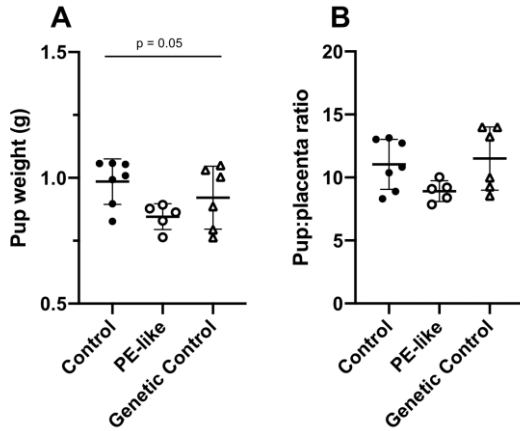 A
p = 0.05
Pup weight (g)
1.5
1.0
0.5
Control
PE-like
Genetic Control
B
Pup:placenta ratio
20
15
10
5
0
Control
PE-like
Genetic Control